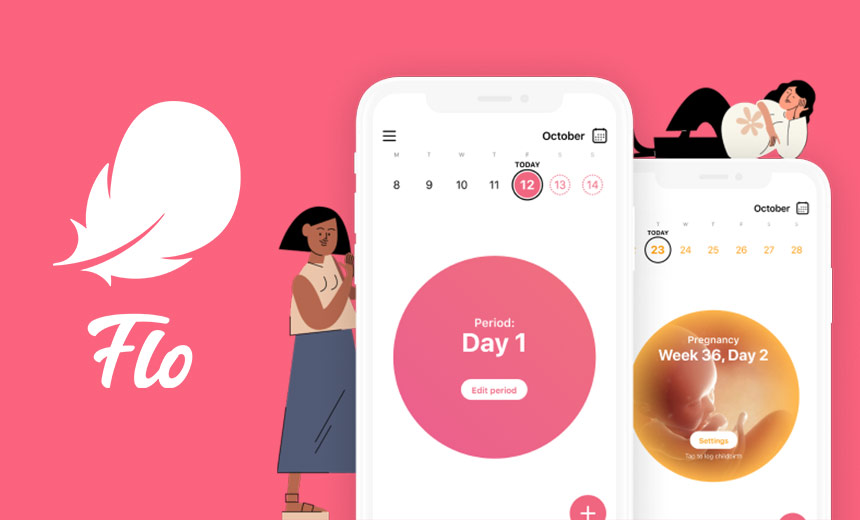 Flo
October
M T W T F S S
TODAY
8 9 10 11 12 13 14
Period:
Day 1
Edit period
+
October
T W T F S S
TODAY
23 24 25 26 27 28
Pregnancy
Week 36, Day 2
Settings
Tap to log childbirth